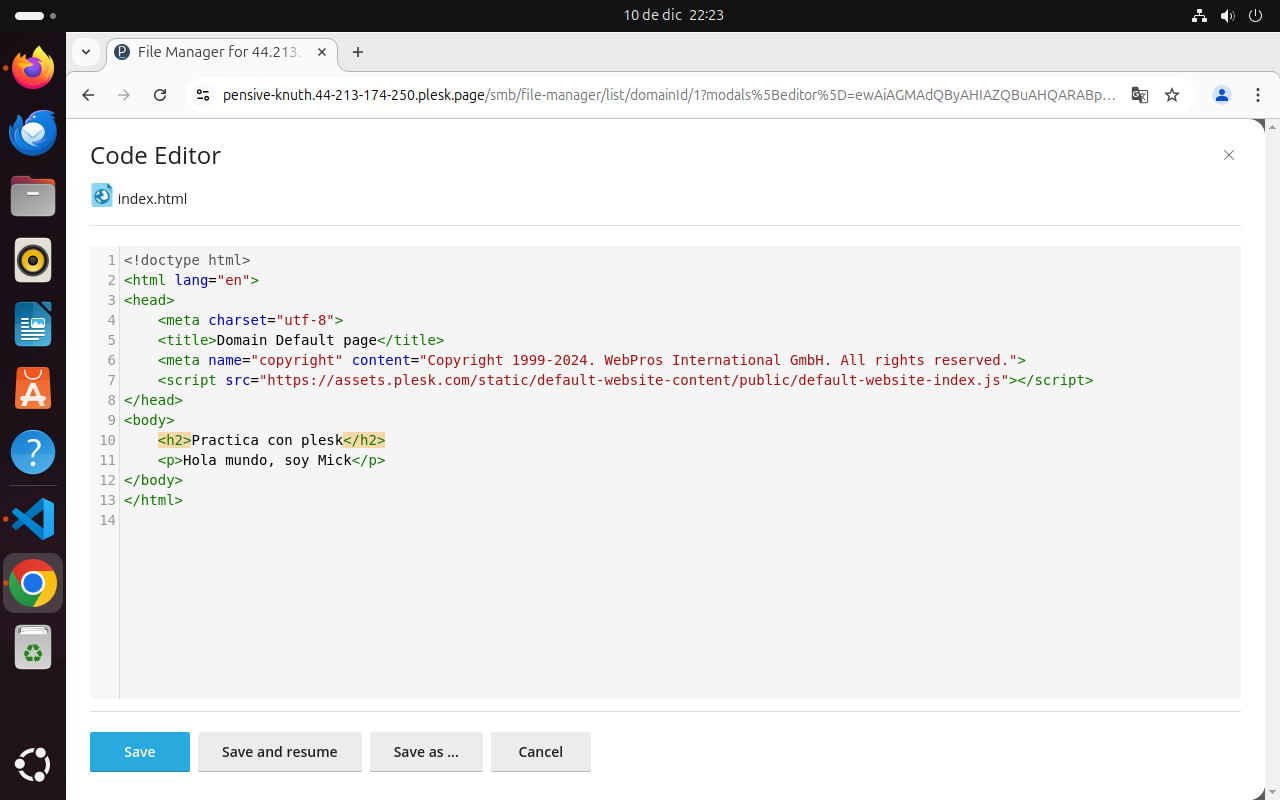 10 de dic 22:23
File Manager for 44.213.
pensive-knuth.44-213-174-250.plesk.page/smb/file-manager/list/domainId/1?modals%5Beditor%5D=ewAiAGMAdQByAHIAZQBuAHQARABp...
Code Editor
index.html
1 <!doctype html>
2 <html lang="en">
3 <head>
4     <meta charset="utf-8">
5     <title>Domain Default page</title>
6     <meta name="copyright" content="Copyright 1999-2024. WebPros International GmbH. All rights reserved.">
7     <script src="https://assets.plesk.com/static/default-website-content/public/default-website-index.js"></script>
8 </head>
9 <body>
10     <h2>Practica con plesk</h2>
11     <p>Hola mundo, soy Mick</p>
12 </body>
13 </html>
14
Save Save and resume Save as ... Cancel